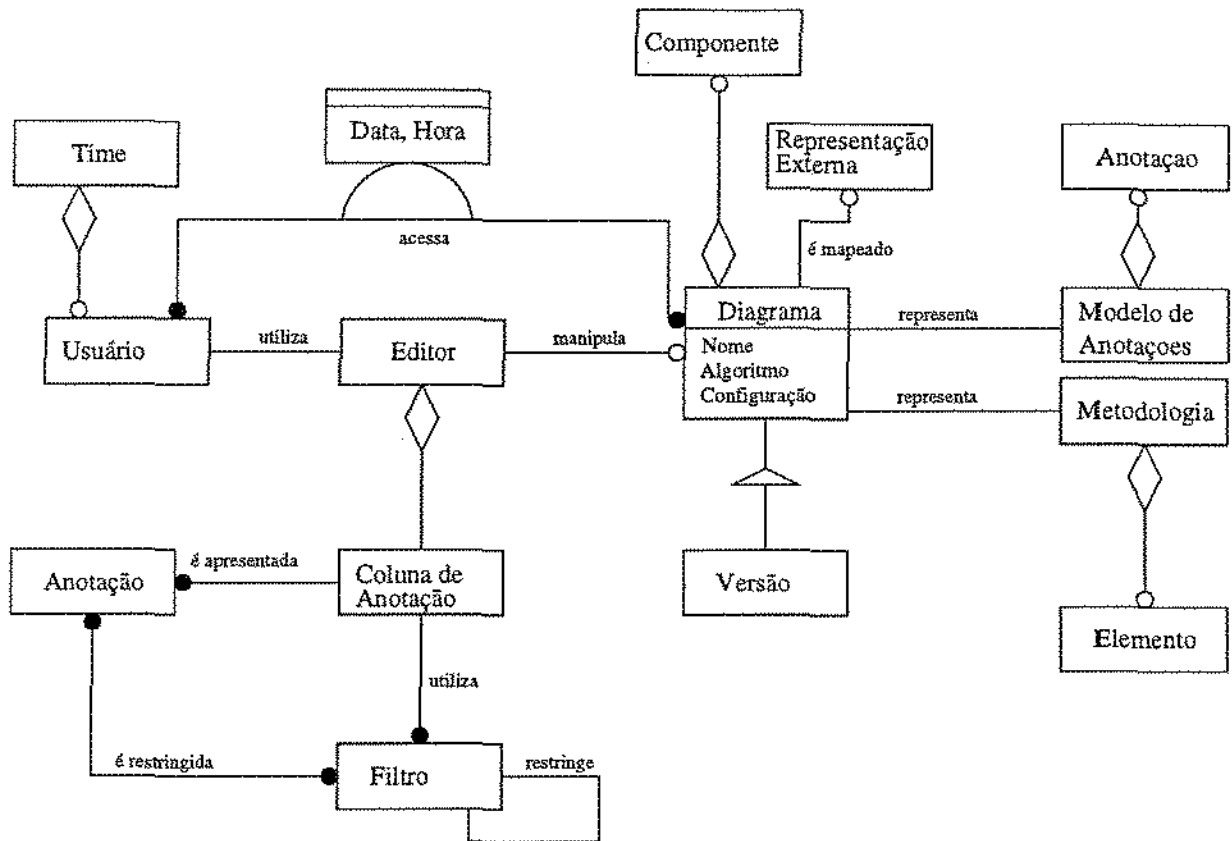 Componente
Data, Hora
Time
Representação
Externa
Anotaçao
acessa
é mapeado
Diagrama
Nome
Algoritmo
Configuração
representa
Modelo de
Anotaçoes
Usuário
utiliza
Editor
manipula
representa
Metodologia
é apresentada
Anotação
Coluna de
Anotação
Versão
Elemento
utiliza
é restringida
Filtro
restringe